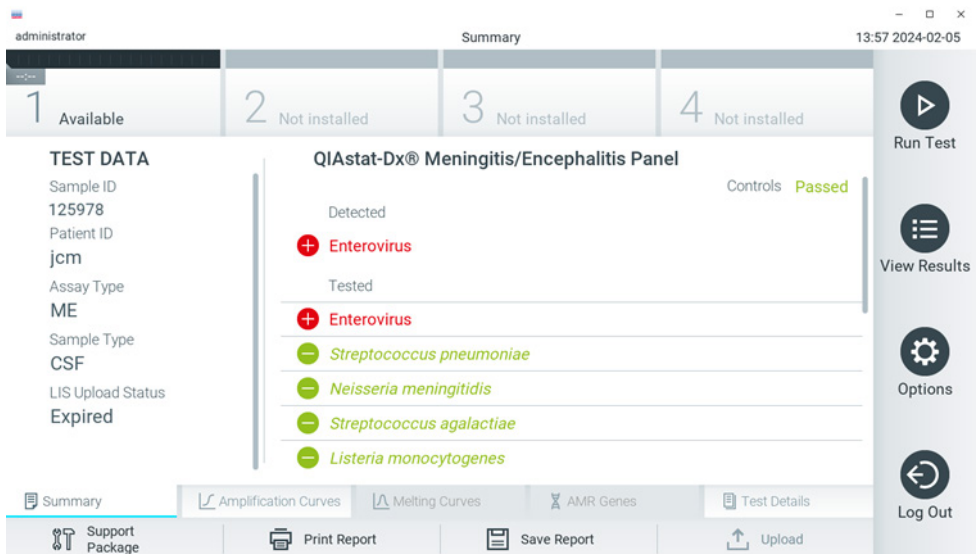 administrator
Summary
13:57 2024-02-05
--:--
1 Available
2 Not installed
3 Not installed
4 Not installed
Run Test
View Results
Options
Log Out
TEST DATA
Sample ID
125978
Patient ID
jcm
Assay Type
ME
Sample Type
CSF
LIS Upload Status
Expired
QIAstat-Dx® Meningitis/Encephalitis Panel
Controls Passed
Detected
Enterovirus
Tested
Enterovirus
Streptococcus pneumoniae
Neisseria meningitidis
Streptococcus agalactiae
Listeria monocytogenes
Summary
Amplification Curves
Melting Curves
AMR Genes
Test Details
Support
Package
Print Report
Save Report
Upload